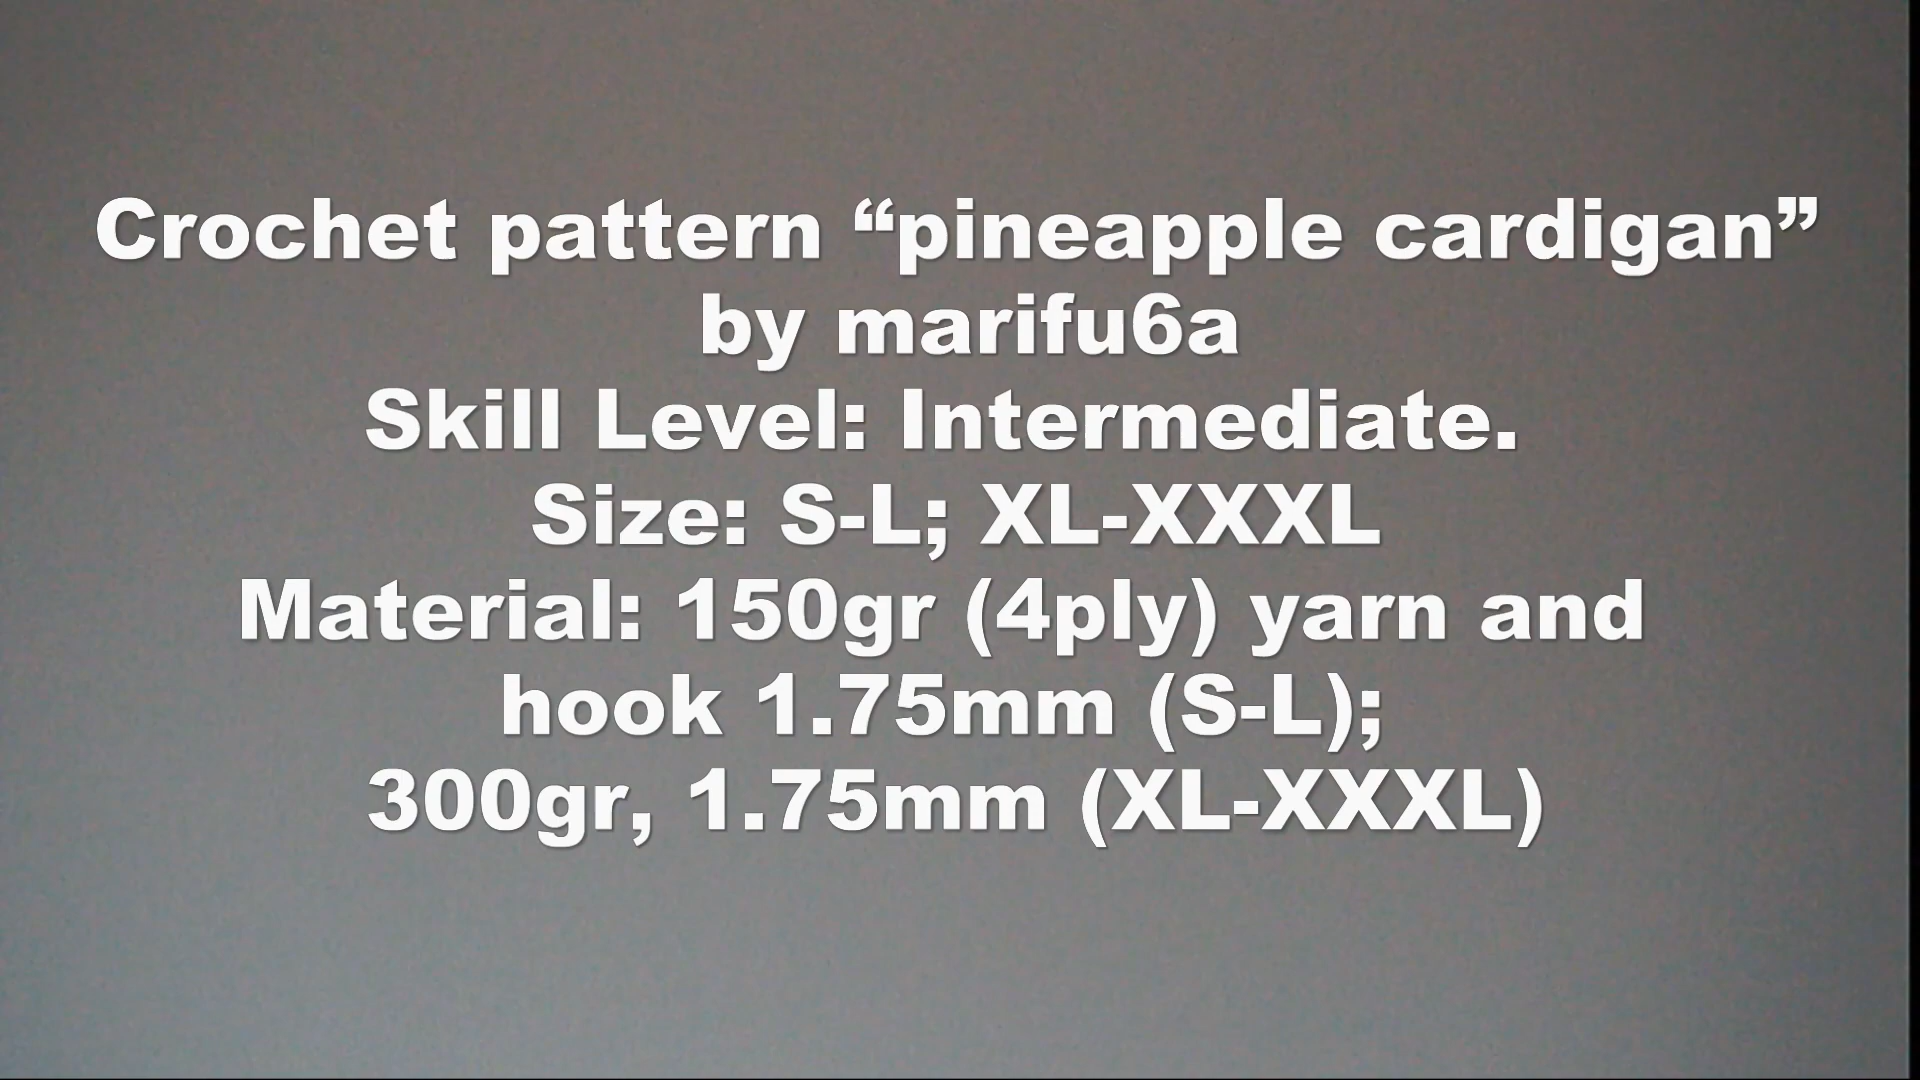 Crochet pattern “pineapple cardigan”
by marifu6a
Skill Level: Intermediate.
Size: S-L; XL-XXXL
Material: 150gr (4ply) yarn and
hook 1.75mm (S-L);
300gr, 1.75mm (XL-XXXL)